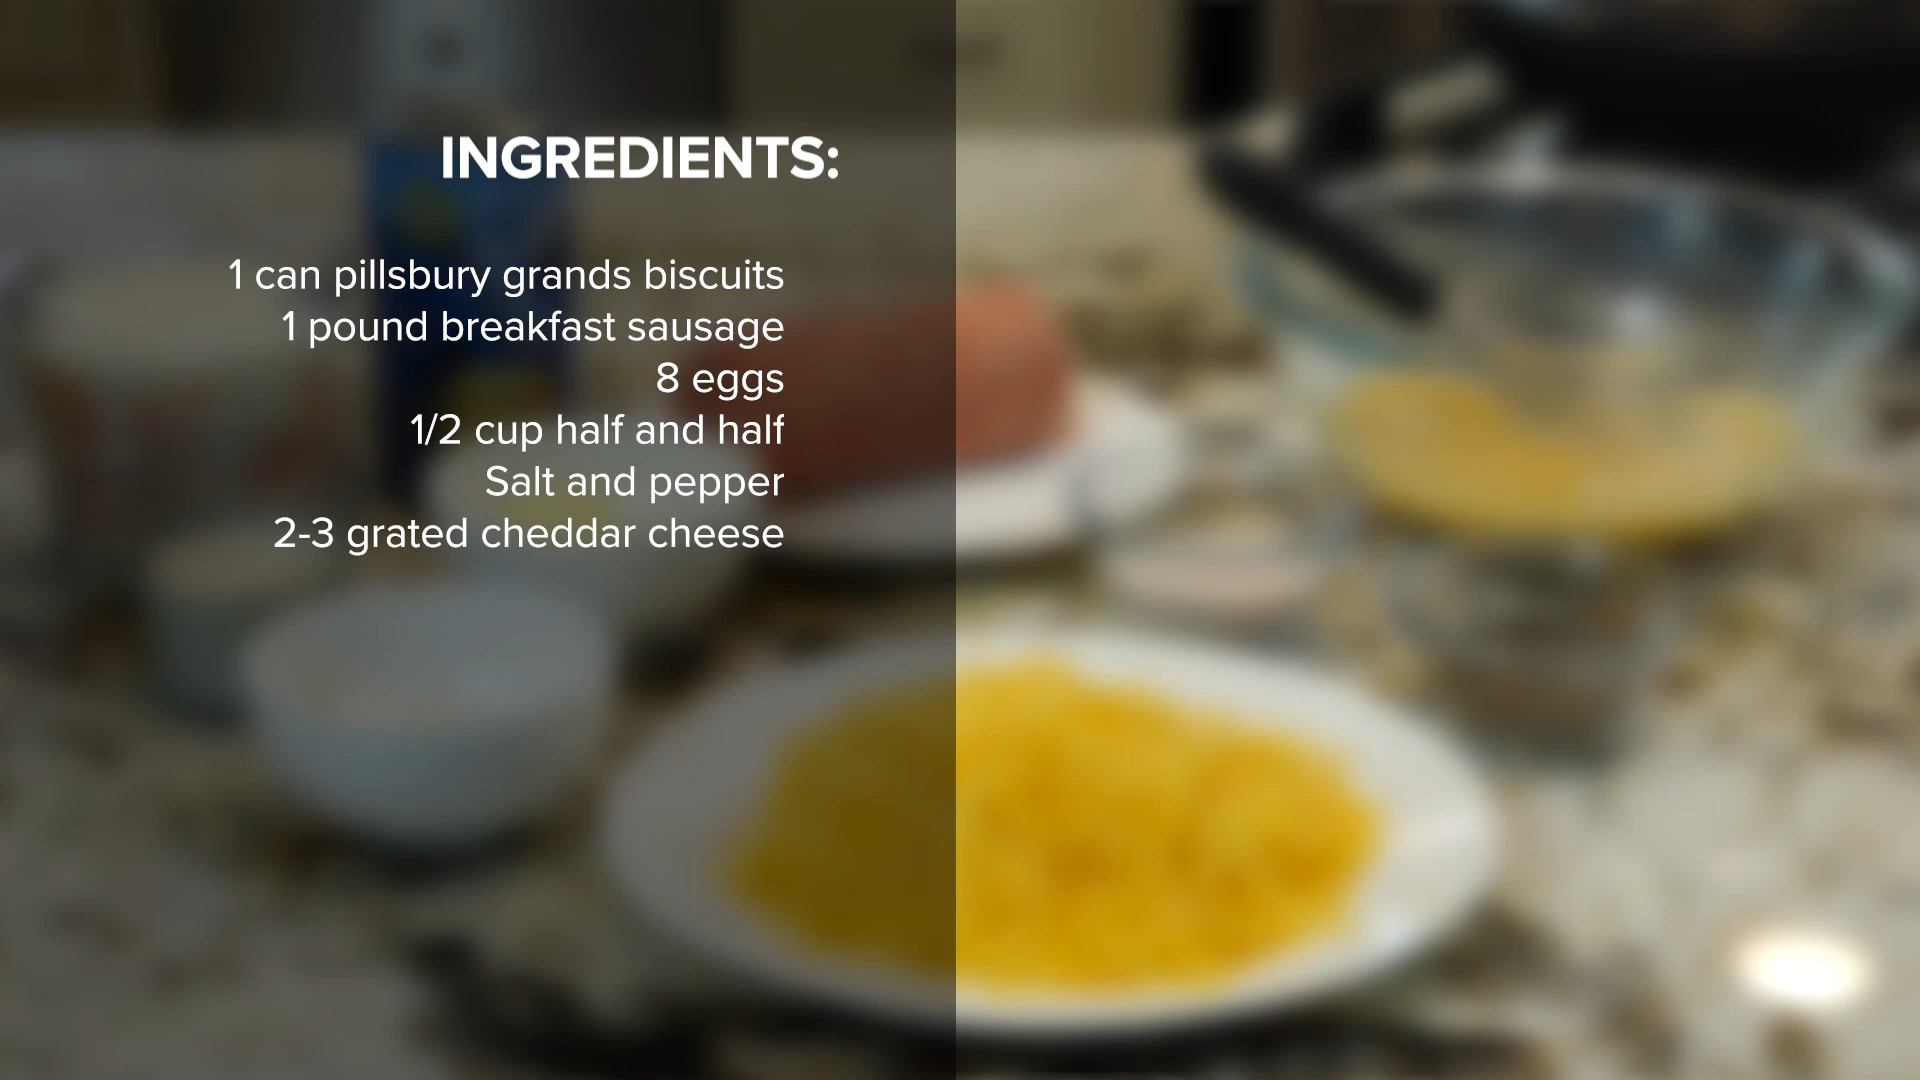 INGREDIENTS:
1 can pillsbury grands biscuits
1 pound breakfast sausage
8 eggs
1/2 cup half and half
Salt and pepper
2-3 grated cheddar cheese